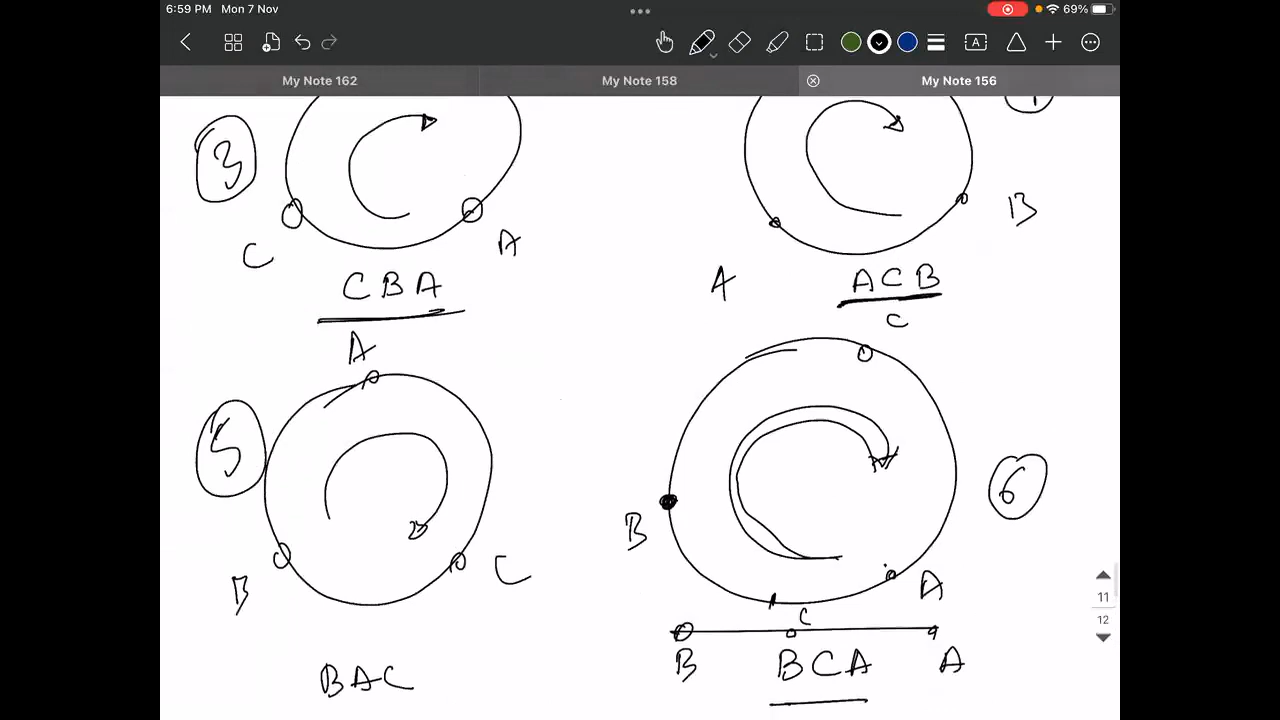 6:59 PM Mon 7 Nov
69%
My Note 162
My Note 158
My Note 156
3
C
A
CBA
B
A
ACB
A
5
B
C
BAC
C
B
6
A
C
B
BCA
A
11
12